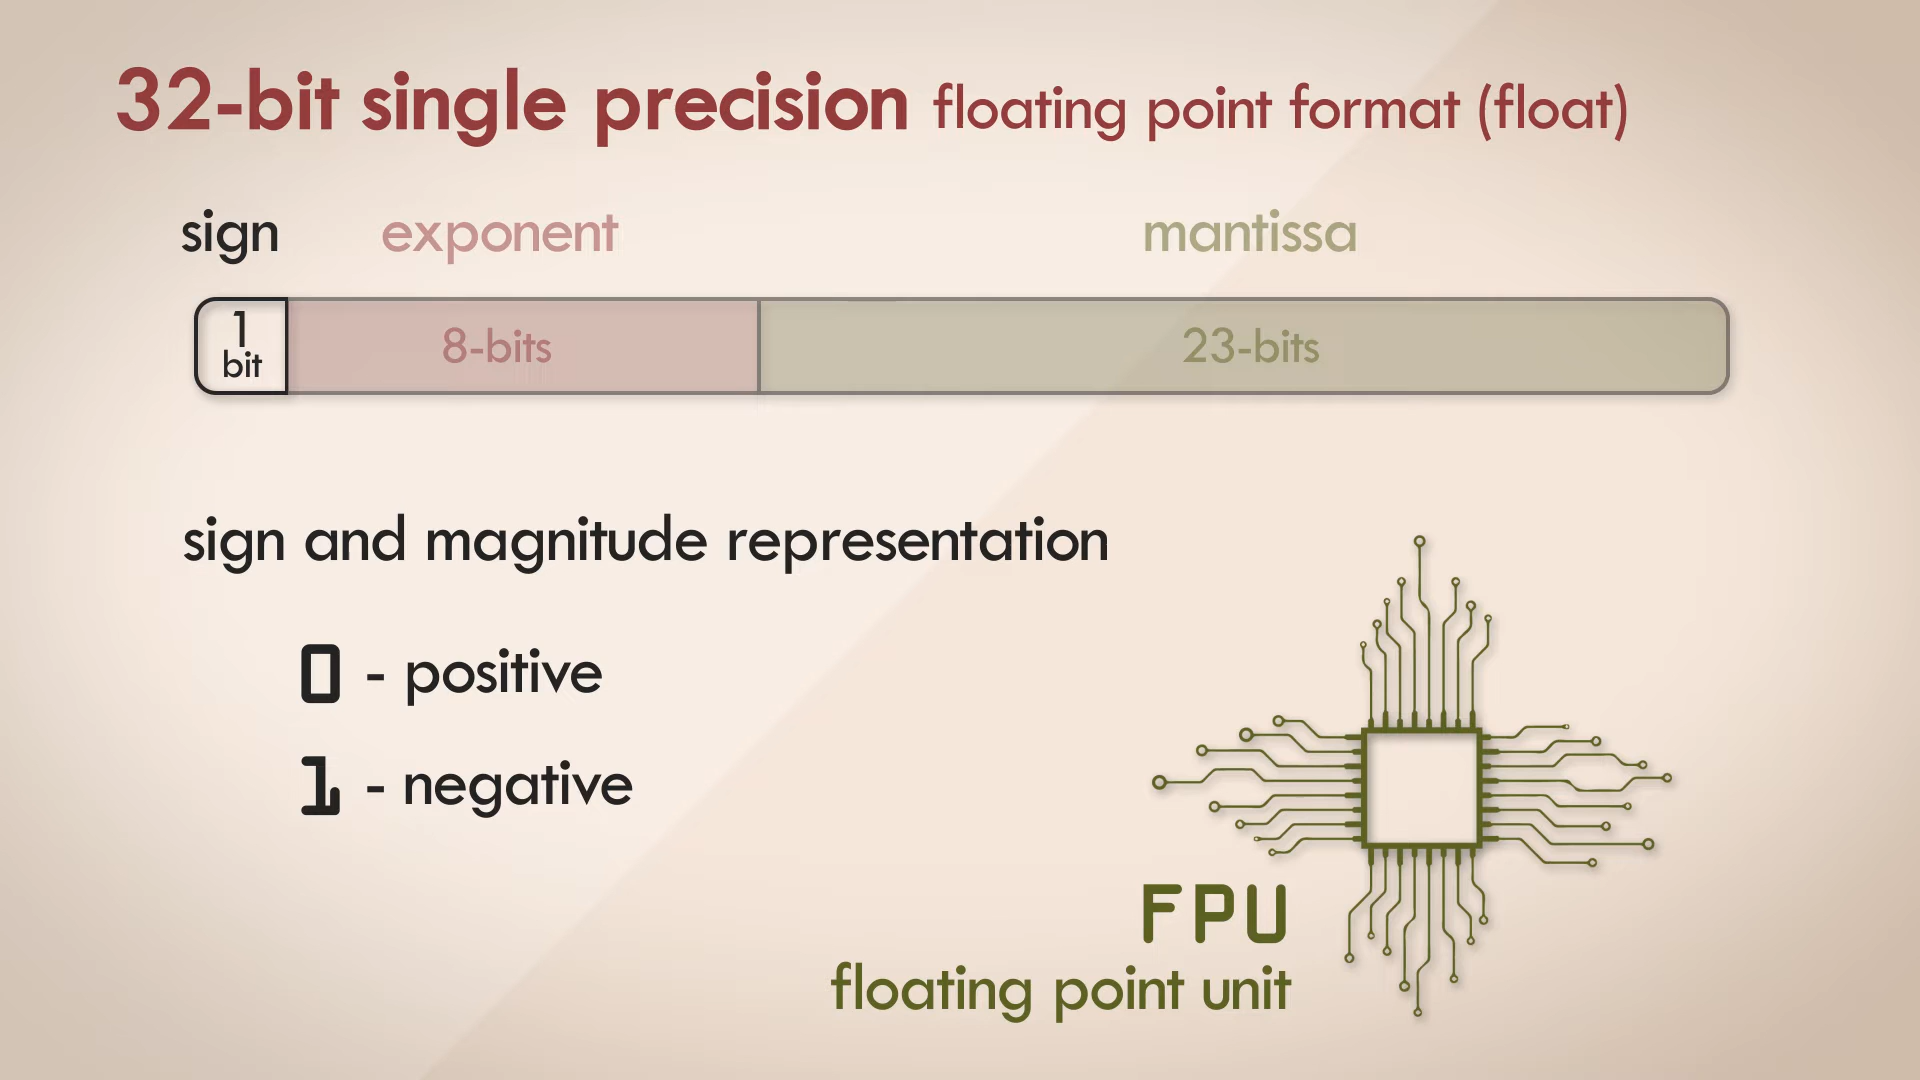 32-bit single precision floating point format (float)
sign exponent mantissa
1 bit 8-bits 23-bits
sign and magnitude representation
0 - positive
1 - negative
FPU
floating point unit